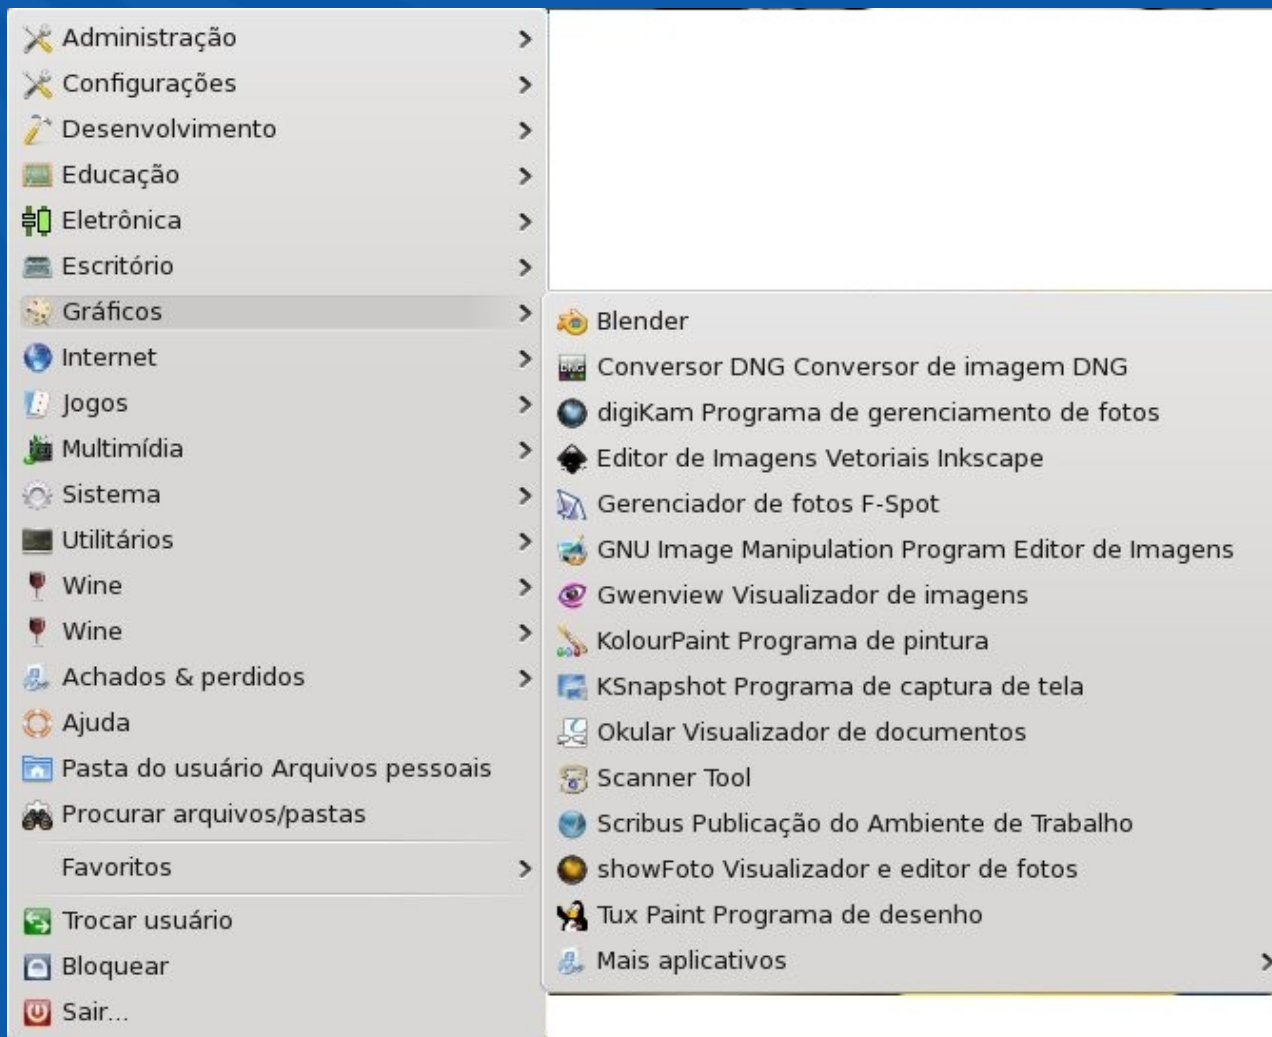 Administração
Configurações
Desenvolvimento
Educação
Eletrônica
Escritório
Gráficos
Internet
Jogos
Multimídia
Sistema
Utilitários
Wine
Wine
Achados & perdidos
Ajuda
Pasta do usuário Arquivos pessoais
Procurar arquivos/pastas
Favoritos
Trocar usuário
Bloquear
Sair...
Blender
Conversor DNG Conversor de imagem DNG
digiKam Programa de gerenciamento de fotos
Editor de Imagens Vetoriais Inkscape
Gerenciador de fotos F-Spot
GNU Image Manipulation Program Editor de Imagens
Gwenview Visualizador de imagens
KolourPaint Programa de pintura
KSnapshot Programa de captura de tela
Okular Visualizador de documentos
Scanner Tool
Scribus Publicação do Ambiente de Trabalho
showFoto Visualizador e editor de fotos
Tux Paint Programa de desenho
Mais aplicativos